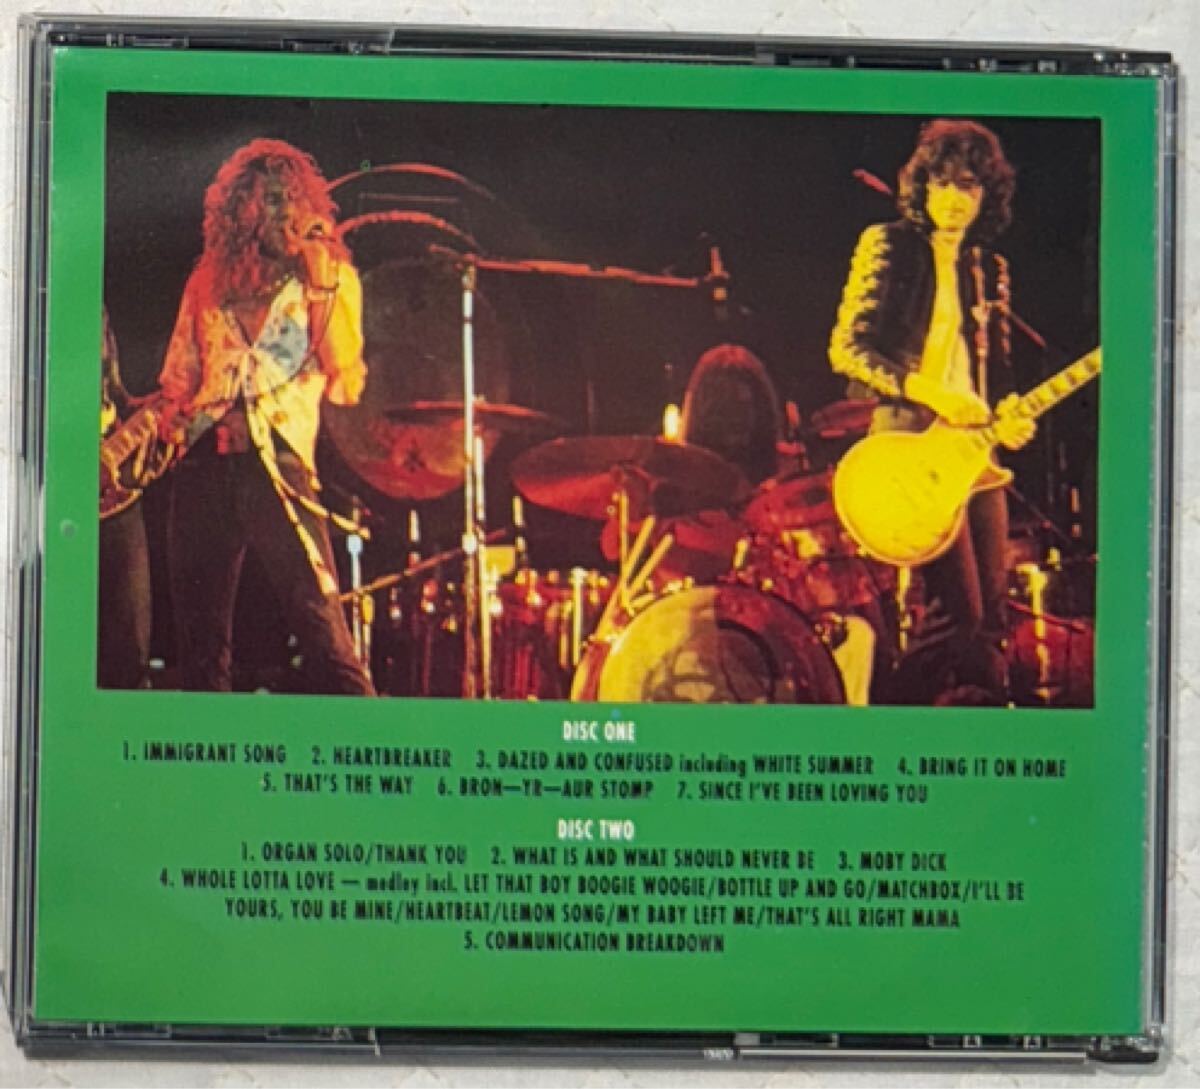 DISC ONE
1. IMMIGRANT SONG 2. HEARTBREAKER 3. DAZED AND CONFUSED including WHITE SUMMER 4. BRING IT ON HOME
5. THAT'S THE WAY 6. BRON—YR—AUR STOMP 7. SINCE I'VE BEEN LOVING YOU
DISC TWO
1. ORGAN SOLO/THANK YOU 2. WHAT IS AND WHAT SHOULD NEVER BE 3. MOBY DICK
4. WHOLE LOTTA LOVE — medley incl. LET THAT BOY BOOGIE WOOGIE/BOTTLE UP AND GO/MATCHBOX/I'LL BE
YOURS, YOU BE MINE/HEARTBEAT/LEMON SONG/MY BABY LEFT ME/THAT'S ALL RIGHT MAMA
5. COMMUNICATION BREAKDOWN